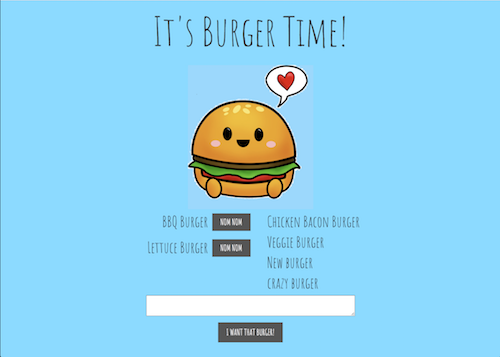 It's Burger Time!
BBQ Burger NOM NOM
Lettuce Burger NOM NOM
Chicken Bacon Burger
Veggie Burger
New burger
crazy burger
I WANT THAT BURGER!